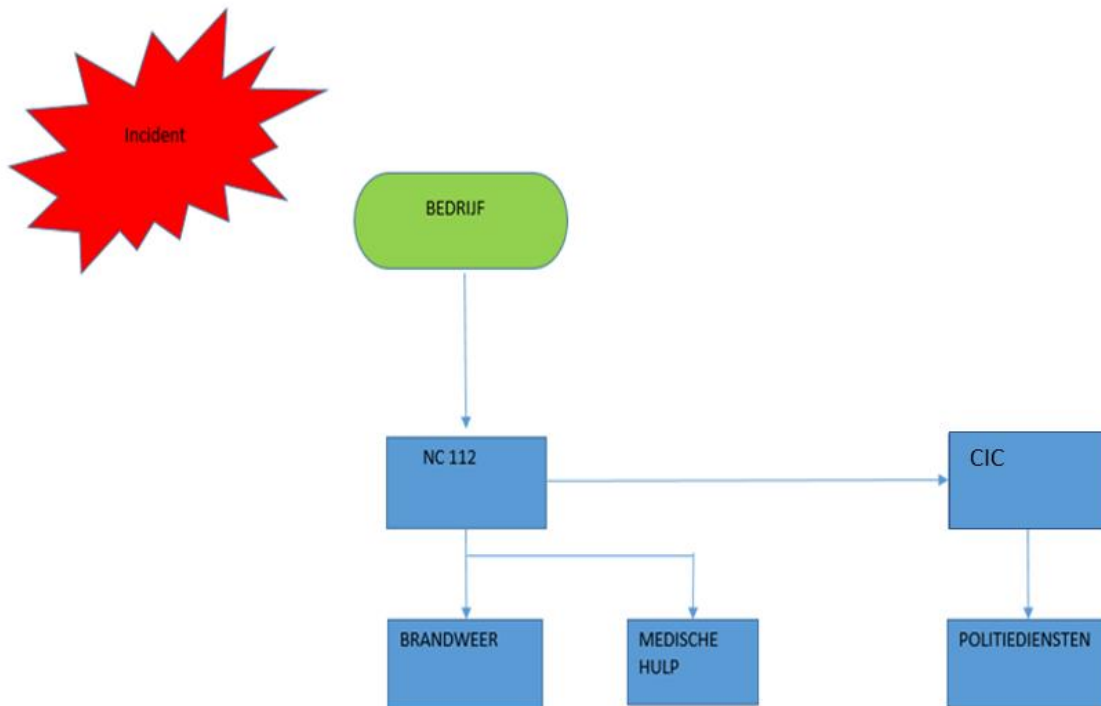 Incident
BEDRIJF
NC 112
CIC
BRANDWEER
MEDISCHE
HULP
POLITIEDIENSTEN